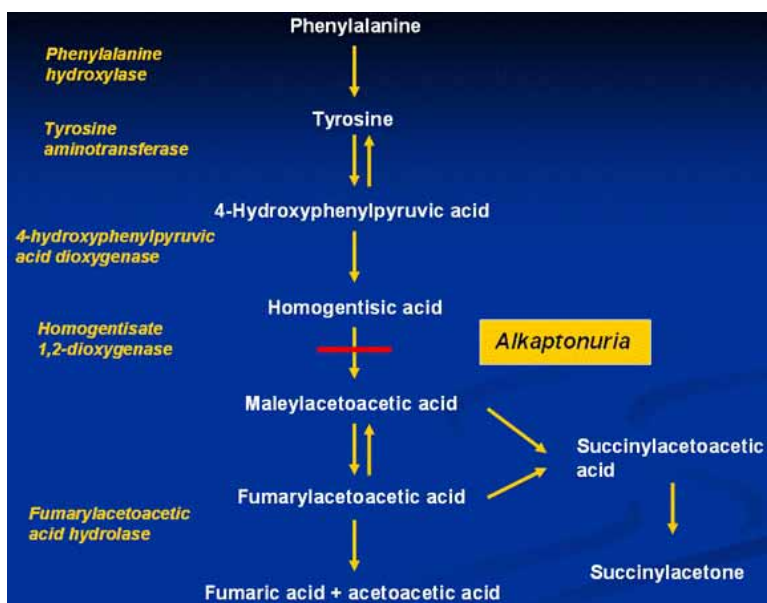 Phenylalanine
Phenylalanine
hydroxylase
Tyrosine
Tyrosine
aminotransferase
4-Hydroxyphenylpyruvic acid
4-hydroxyphenylpyruvic
acid dioxygenase
Homogentisic acid
Homogentisate
1,2-dioxygenase
Alkaptonuria
Maleylacetoacetic acid
Succinylacetoacetic
acid
Fumarylacetoacetic acid
Fumarylacetoacetic
acid hydrolase
Succinylacetone
Fumaric acid + acetoacetic acid